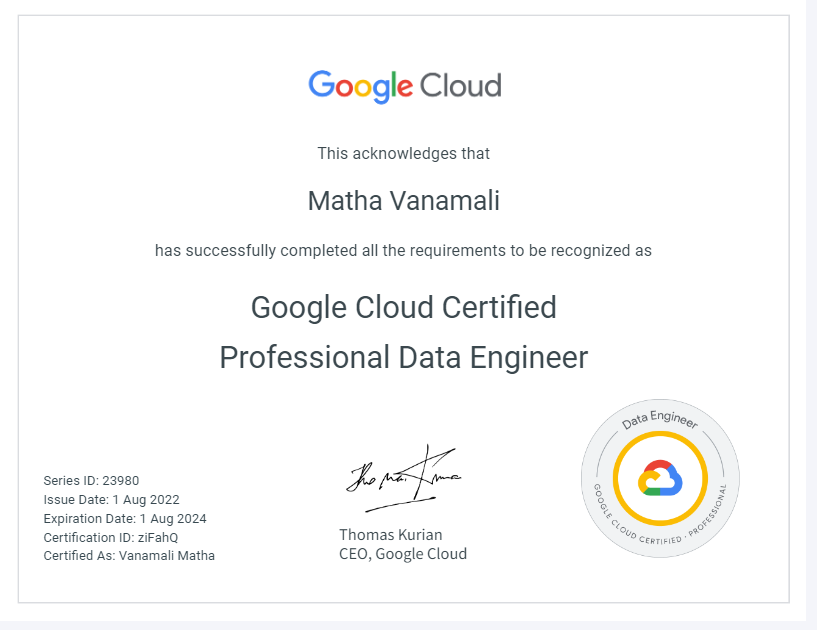 Google Cloud
This acknowledges that
Matha Vanamali
has successfully completed all the requirements to be recognized as
Google Cloud Certified
Professional Data Engineer
Series ID: 23980
Issue Date: 1 Aug 2022
Expiration Date: 1 Aug 2024
Certification ID: ziFahQ
Certified As: Vanamali Matha
Thomas Kurian
Thomas Kurian
CEO, Google Cloud
Data Engineer
GOOGLE CLOUD CERTIFIED · PROFESSIONAL